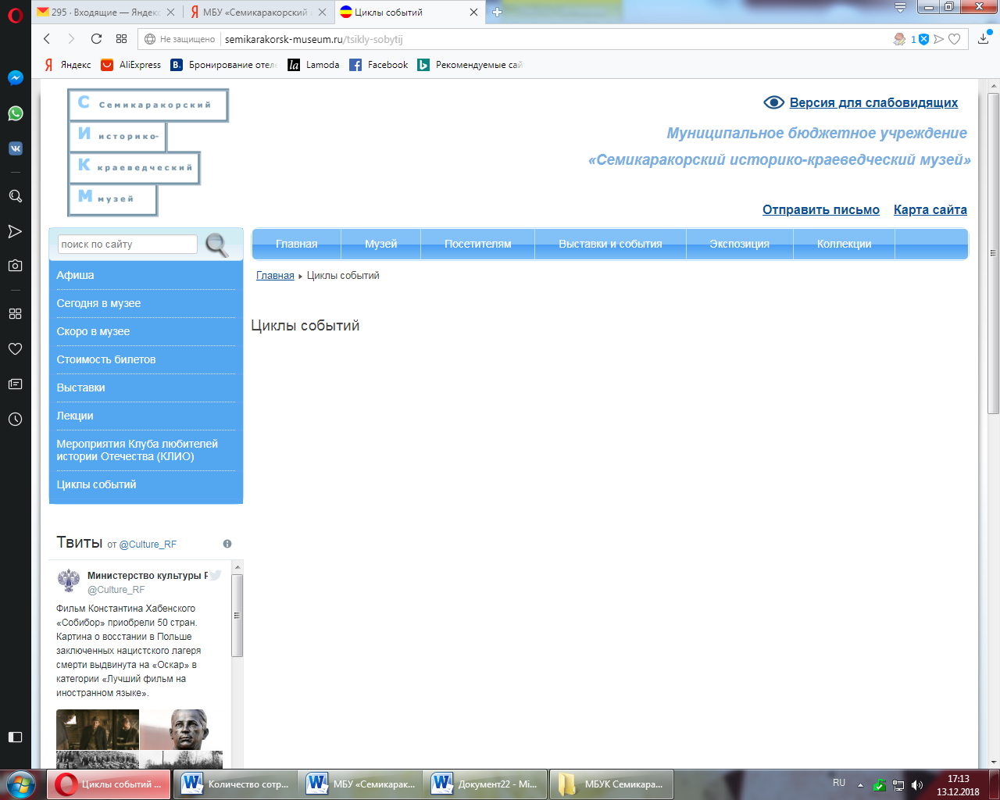 295 · Входящие — Яндекс
МБУ «Семикаракорский
Циклы событий
Не защищено
semikarakorsk-museum.ru/tsikly-sobytij
1
Яндекс
AliExpress
B. Бронирование оте
la Lamoda
Facebook
Рекомендуемые сай
С Семикаракорский
И историко-
К краеведческий
М музей
Версия для слабовидящих
Муниципальное бюджетное учреждение
«Семикаракорский историко-краеведческий музей»
Отправить письмо Карта сайта
поиск по сайту
Главная Музей Посетителям Выставки и события Экспозиция Коллекции
Главная Циклы событий
Циклы событий
Афиша
Сегодня в музее
Скоро в музее
Стоимость билетов
Выставки
Лекции
Мероприятия Клуба любителей
истории Отечества (КЛИО)
Циклы событий
Твиты от @Culture_RF
Министерство культуры Р
@Culture_RF
Фильм Константина Хабенского
«Собибор» приобрели 50 стран.
Картина о восстании в Польше
заключенных нацистского лагеря
смерти выдвинута на «Оскар» в
категории «Лучший фильм на
иностранном языке».
Циклы событий ...
Количество сотр...
МБУ «Семикарак...
Документ22 - Mi...
МБУК Семикара...
RU
17:13
13.12.2018